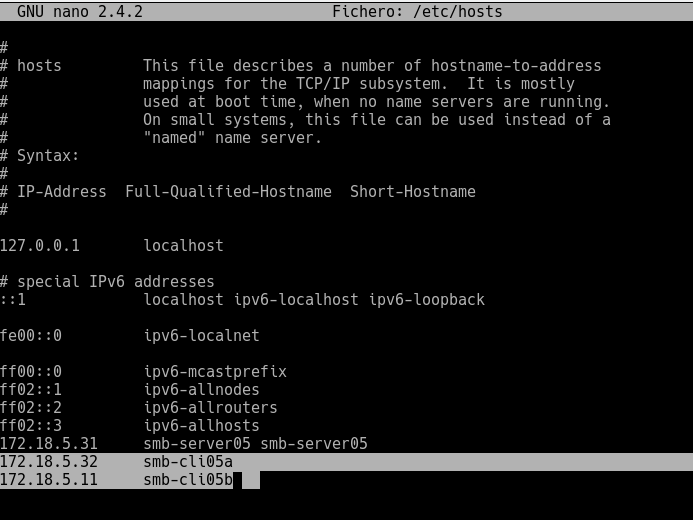 GNU nano 2.4.2 Fichero: /etc/hosts
#
# hosts This file describes a number of hostname-to-address
# mappings for the TCP/IP subsystem. It is mostly
# used at boot time, when no name servers are running.
# On small systems, this file can be used instead of a
# "named" name server.
# Syntax:
#
# IP-Address Full-Qualified-Hostname Short-Hostname
#
127.0.0.1 localhost
# special IPv6 addresses
::1 localhost ipv6-localhost ipv6-loopback
fe00::0 ipv6-localnet
ff00::0 ipv6-mcastprefix
ff02::1 ipv6-allnodes
ff02::2 ipv6-allrouters
ff02::3 ipv6-allhosts
172.18.5.31 smb-server05 smb-server05
172.18.5.32 smb-cli05a
172.18.5.11 smb-cli05b